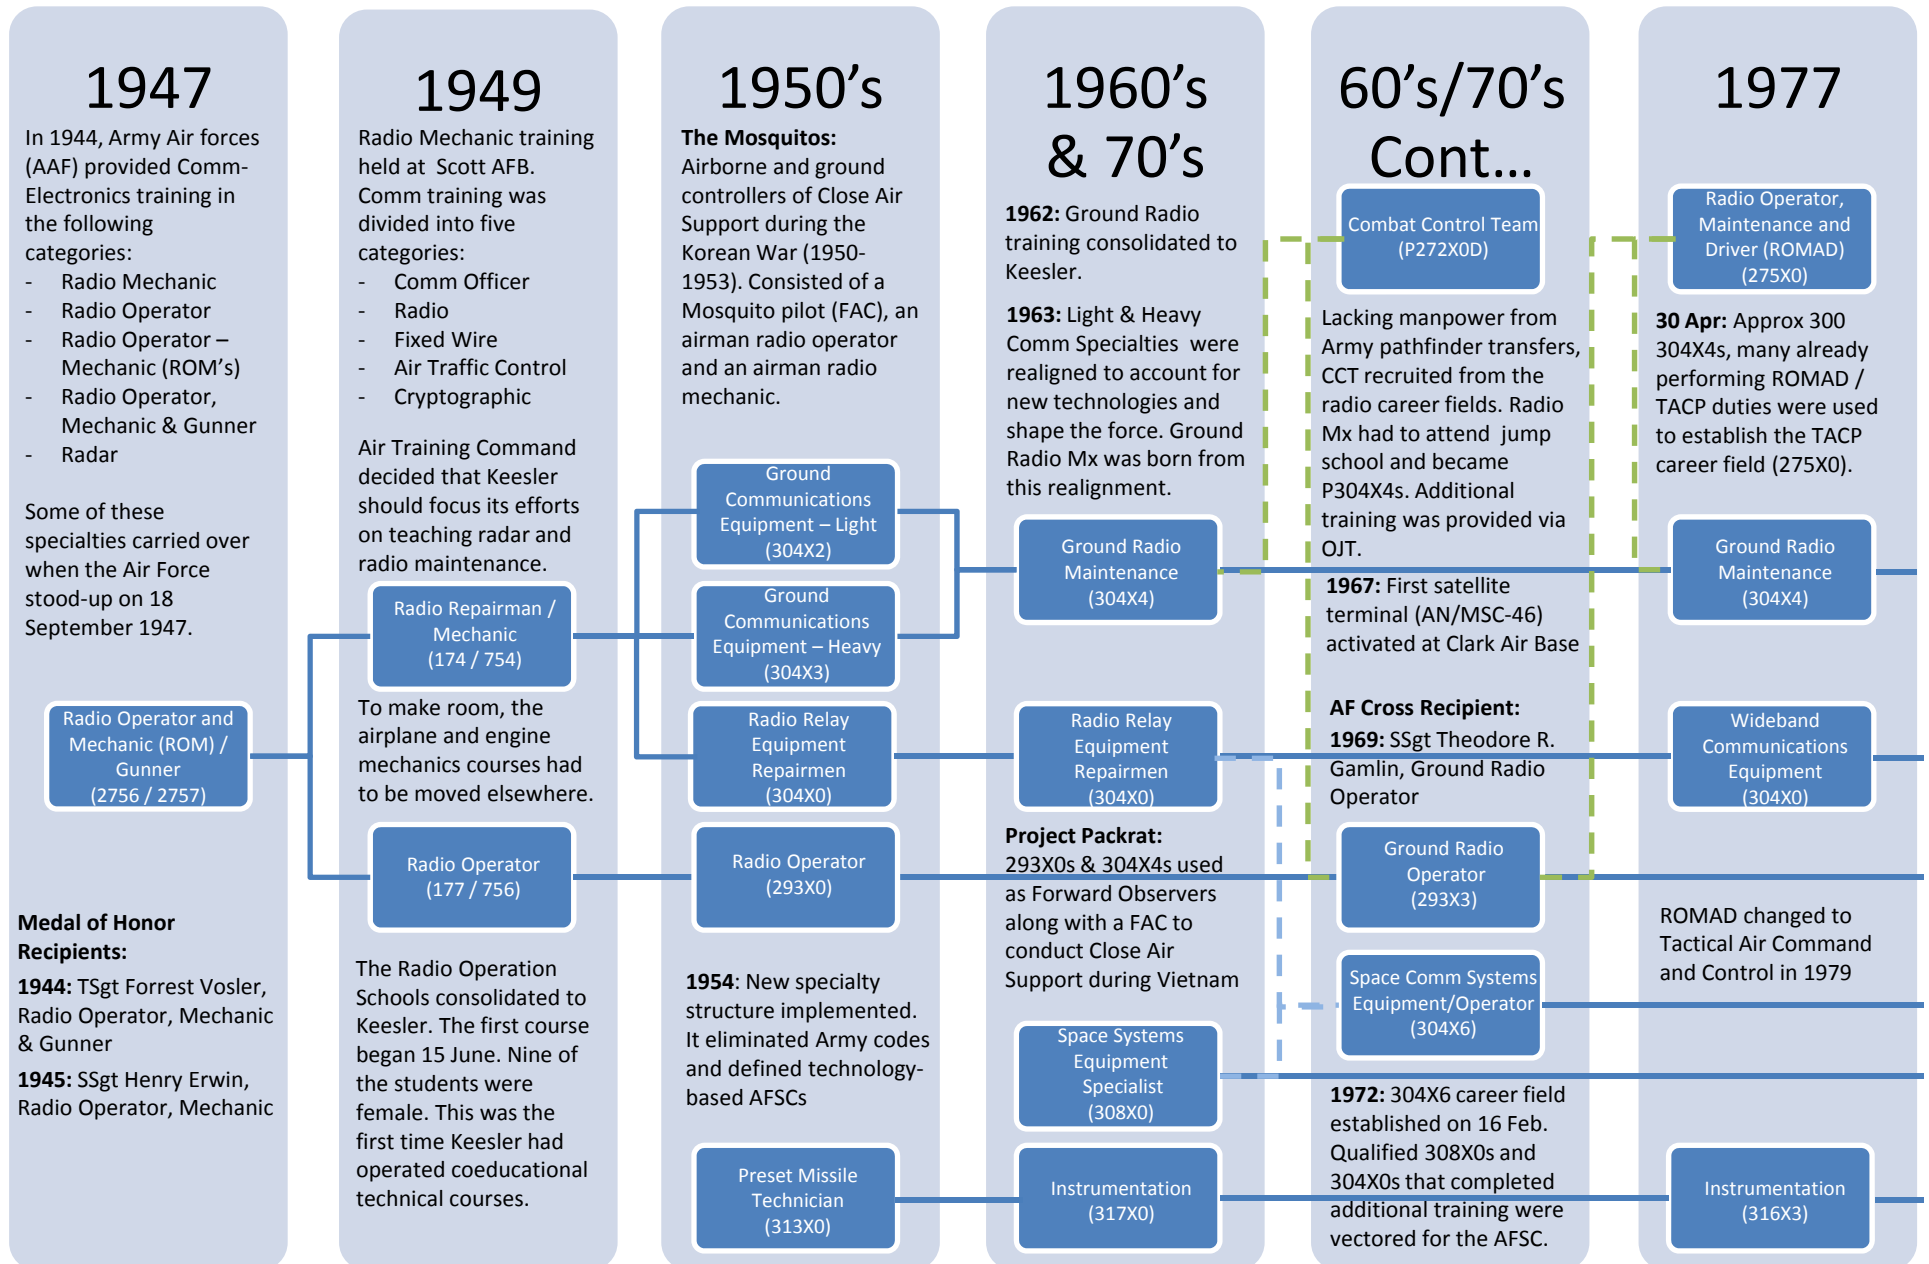 1947
In 1944, Army Air forces
(AAF) provided Comm-
Electronics training in
the following
categories:
- Radio Mechanic
- Radio Operator
- Radio Operator –
Mechanic (ROM's)
- Radio Operator,
Mechanic & Gunner
- Radar
Some of these
specialties carried over
when the Air Force
stood-up on 18
September 1947.
Radio Operator and
Mechanic (ROM) /
Gunner
(2756 / 2757)
Medal of Honor
Recipients:
1944: TSgt Forrest Vosler,
Radio Operator, Mechanic
& Gunner
1945: SSgt Henry Erwin,
Radio Operator, Mechanic
1949
Radio Mechanic training
held at Scott AFB.
Comm training was
divided into five
categories:
- Comm Officer
- Radio
- Fixed Wire
- Air Traffic Control
- Cryptographic
Air Training Command
decided that Keesler
should focus its efforts
on teaching radar and
radio maintenance.
Radio Repairman /
Mechanic
(174 / 754)
To make room, the
airplane and engine
mechanics courses had
to be moved elsewhere.
Radio Operator
(177 / 756)
The Radio Operation
Schools consolidated to
Keesler. The first course
began 15 June. Nine of
the students were
female. This was the
first time Keesler had
operated coeducational
technical courses.
1950's
The Mosquitos:
Airborne and ground
controllers of Close Air
Support during the
Korean War (1950-
1953). Consisted of a
Mosquito pilot (FAC), an
airman radio operator
and an airman radio
mechanic.
Ground
Communications
Equipment – Light
(304X2)
Ground
Communications
Equipment – Heavy
(304X3)
Radio Relay
Equipment
Repairmen
(304X0)
Radio Operator
(293X0)
1954: New specialty
structure implemented.
It eliminated Army codes
and defined technology-
based AFSCs
Preset Missile
Technician
(313X0)
1960's
& 70's
1962: Ground Radio
training consolidated to
Keesler.
1963: Light & Heavy
Comm Specialties were
realigned to account for
new technologies and
shape the force. Ground
Radio Mx was born from
this realignment.
Ground Radio
Maintenance
(304X4)
Radio Relay
Equipment
Repairmen
(304X0)
Project Packrat:
293X0s & 304X4s used
as Forward Observers
along with a FAC to
conduct Close Air
Support during Vietnam
Space Systems
Equipment
Specialist
(308X0)
Instrumentation
(317X0)
60's/70's
Cont...
Combat Control Team
(P272X0D)
Lacking manpower from
Army pathfinder transfers,
CCT recruited from the
radio career fields. Radio
Mx had to attend jump
school and became
P304X4s. Additional
training was provided via
OJT.
1967: First satellite
terminal (AN/MSC-46)
activated at Clark Air Base
AF Cross Recipient:
1969: SSgt Theodore R.
Gamlin, Ground Radio
Operator
Ground Radio
Operator
(293X3)
Space Comm Systems
Equipment/Operator
(304X6)
1972: 304X6 career field
established on 16 Feb.
Qualified 308X0s and
304X0s that completed
additional training were
vectored for the AFSC.
1977
Radio Operator,
Maintenance and
Driver (ROMAD)
(275X0)
30 Apr: Approx 300
304X4s, many already
performing ROMAD /
TACP duties were used
to establish the TACP
career field (275X0).
Ground Radio
Maintenance
(304X4)
Wideband
Communications
Equipment
(304X0)
ROMAD changed to
Tactical Air Command
and Control in 1979
Instrumentation
(316X3)